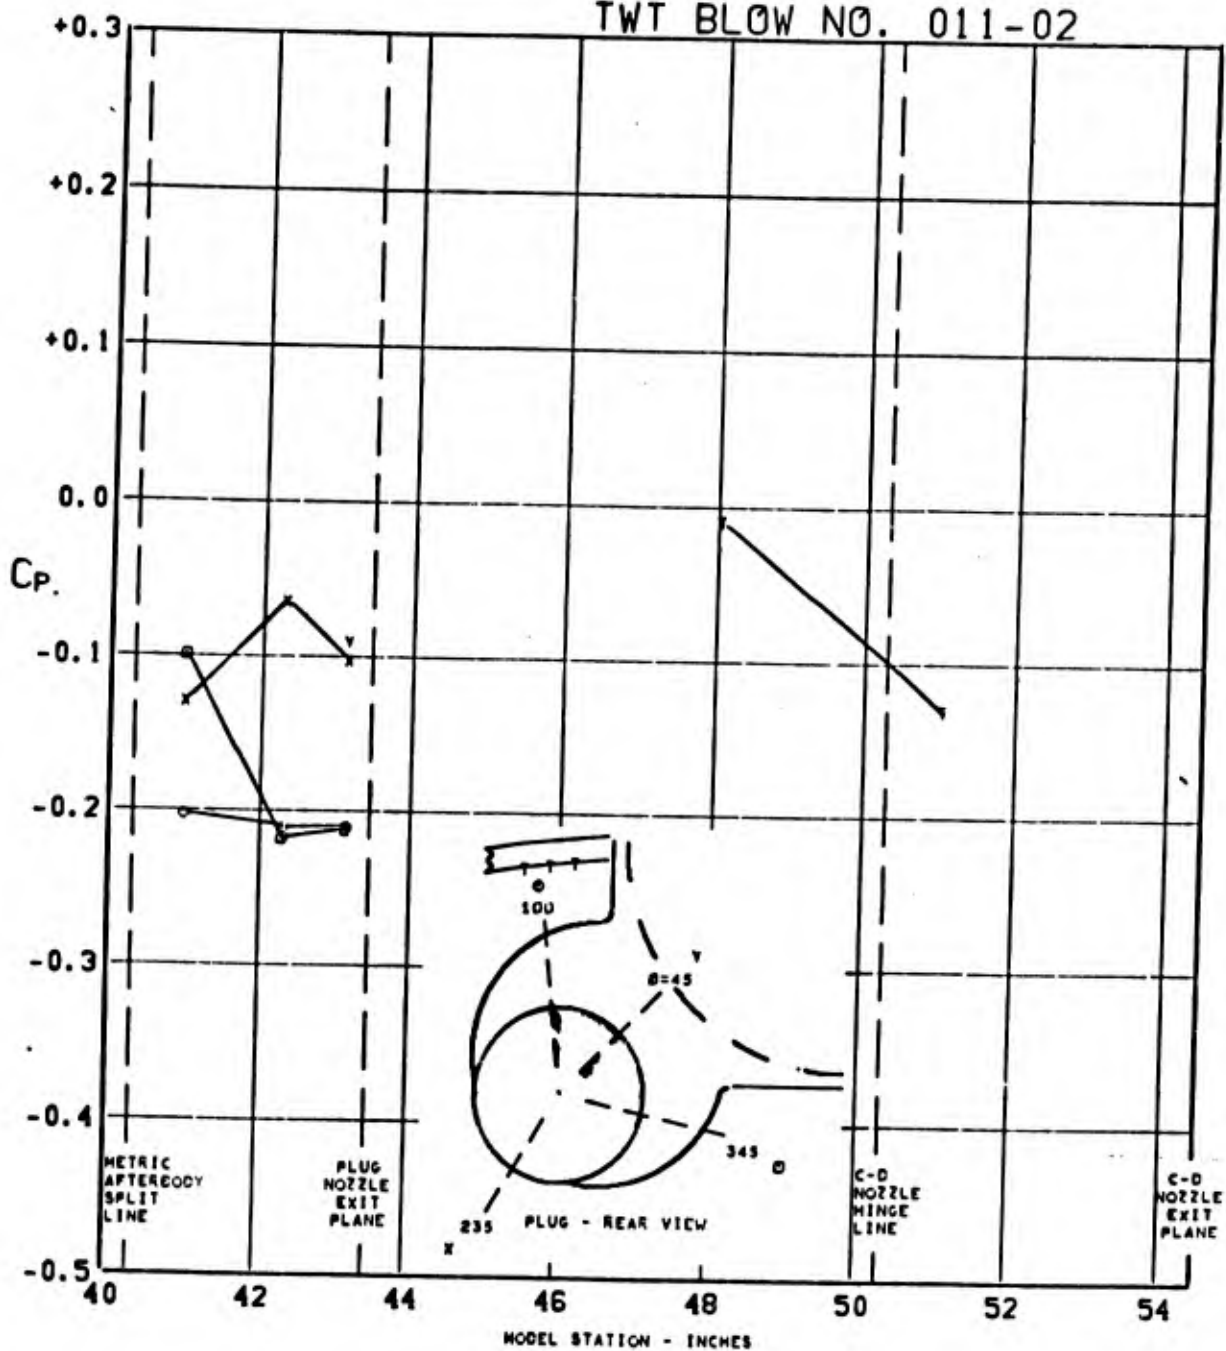 TWT BLOW NO. 011-02
+0.3
+0.2
+0.1
0.0
CP.
-0.1
-0.2
-0.3
-0.4
-0.5
100
Ø=45
345
235
PLUG - REAR VIEW
METRIC
AFTERBODY
SPLIT
LINE
PLUG
NOZZLE
EXIT
PLANE
C-D
NOZZLE
HINGE
LINE
C-D
NOZZLE
EXIT
PLANE
40 42 44 46 48 50 52 54
MODEL STATION - INCHES